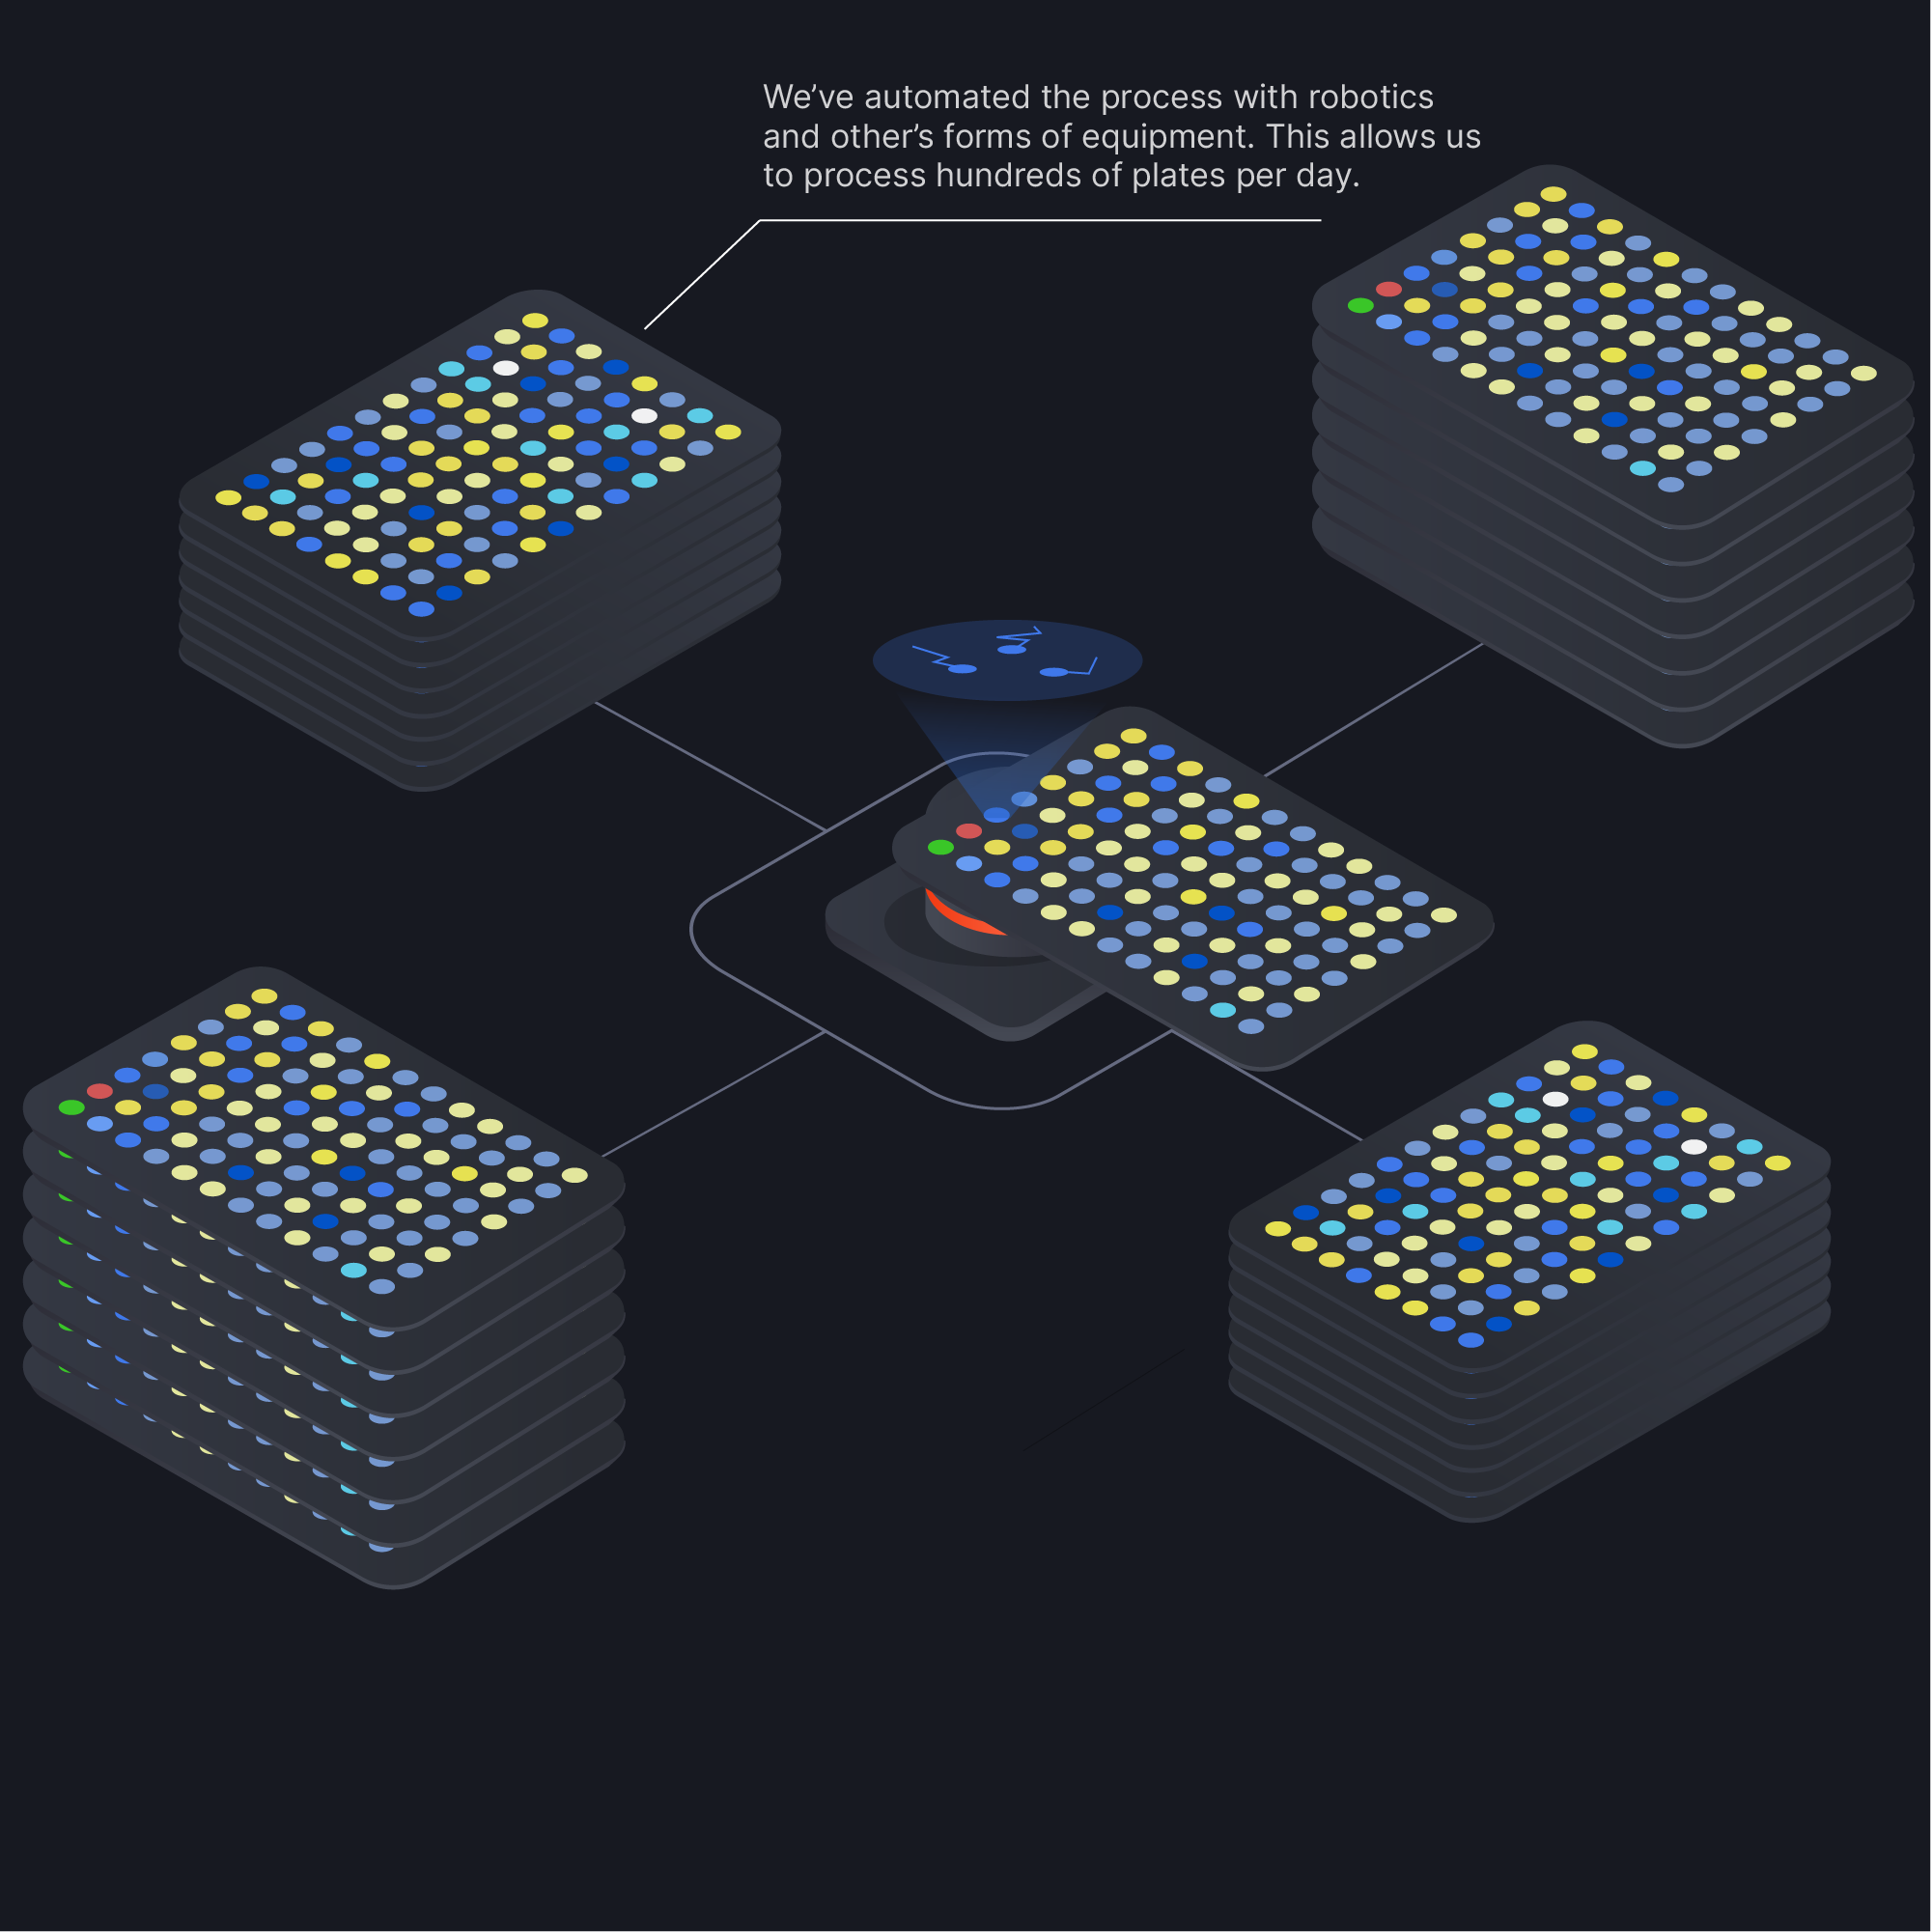 We’ve automated the process with robotics
and other’s forms of equipment. This allows us
to process hundreds of plates per day.